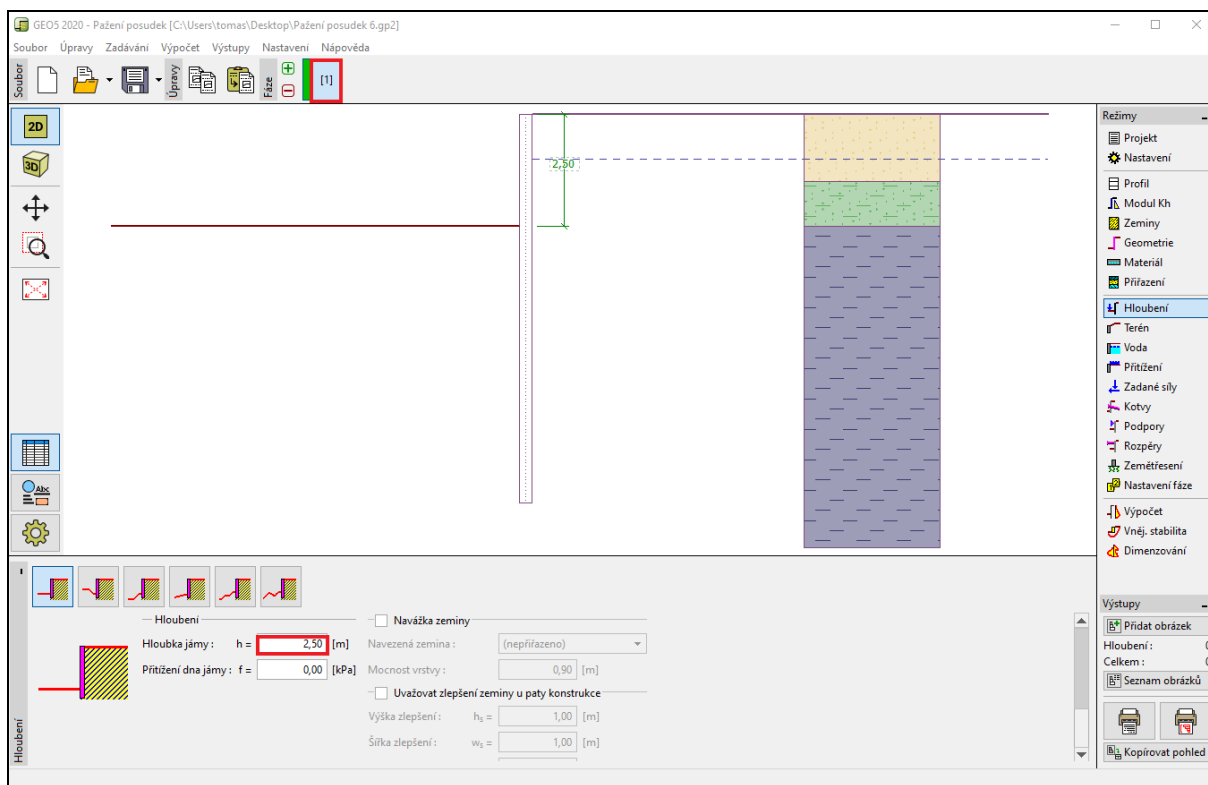 GEO5 2020 - Pažení posudek [C:\Users\tomas\Desktop\Pažení posudek 6.gp2]
Soubor Úpravy Zadávání Výpočet Výstupy Nastavení Nápověda
Soubor
Úpravy
Fáze
[1]
2D
3D
Abc
2,50
Režimy
Projekt
Nastavení
Profil
Modul Kh
Zeminy
Geometrie
Materiál
Přiřazení
Hloubení
Terén
Voda
Přitížení
Zadané síly
Kotvy
Podpory
Rozpěry
Zemětřesení
Nastavení fáze
Výpočet
Vněj. stabilita
Dimenzování
Výstupy
Přidat obrázek
Hloubení : 0
Celkem : 0
Seznam obrázků
Kopírovat pohled
Hloubení
Hloubení
Hloubka jámy : h = 2,50 [m]
Přitížení dna jámy : f = 0,00 [kPa]
Navážka zeminy
Navezená zemina : (nepřiřazeno)
Mocnost vrstvy : 0,90 [m]
Uvažovat zlepšení zeminy u paty konstrukce
Výška zlepšení : hs = 1,00 [m]
Šířka zlepšení : ws = 1,00 [m]